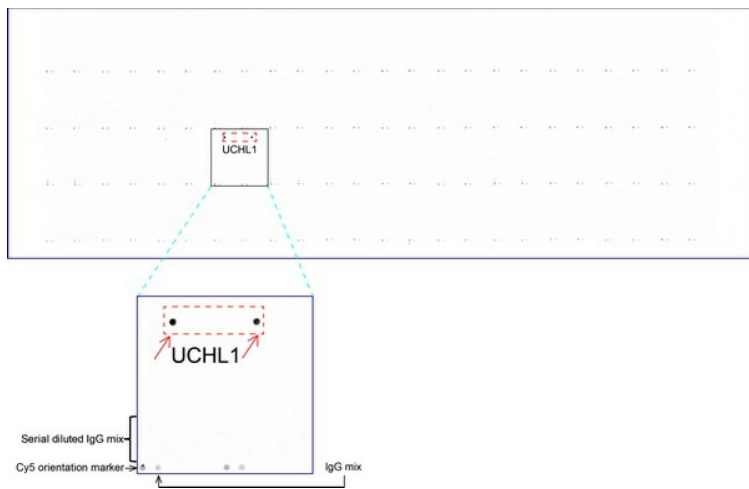 UCHL1
UCHL1
Serial diluted IgG mix
Cy5 orientation marker
IgG mix